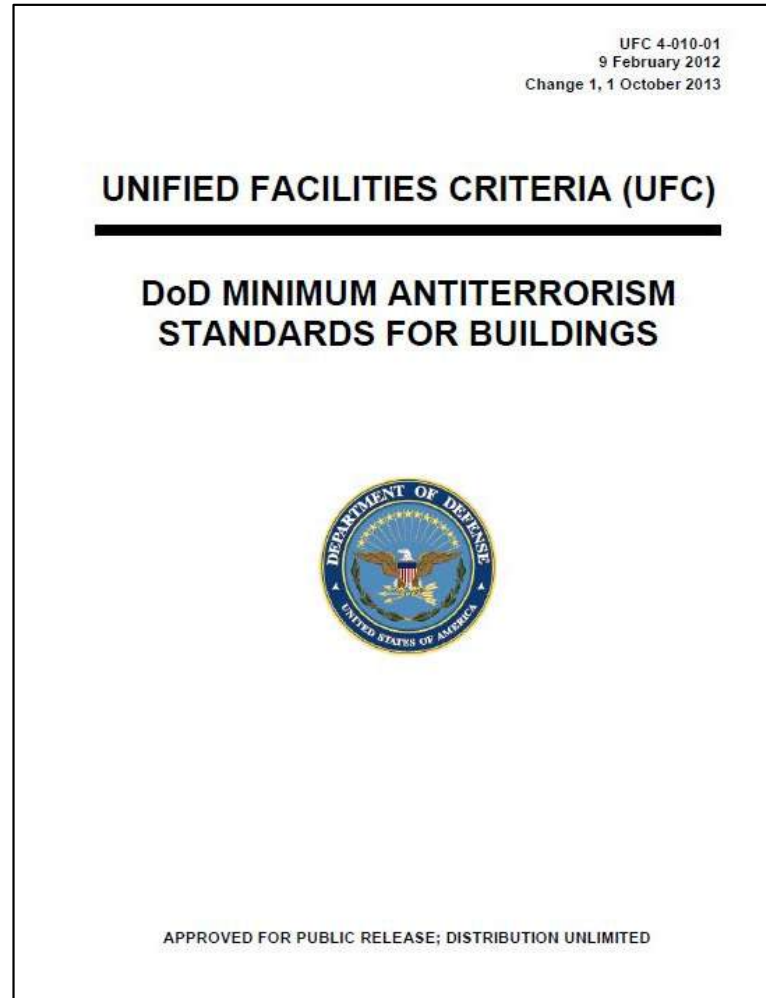 UFC 4-010-01
9 February 2012
Change 1, 1 October 2013
UNIFIED FACILITIES CRITERIA (UFC)
DoD MINIMUM ANTITERRORISM
STANDARDS FOR BUILDINGS
DEPARTMENT OF DEFENSE
UNITED STATES OF AMERICA
APPROVED FOR PUBLIC RELEASE; DISTRIBUTION UNLIMITED